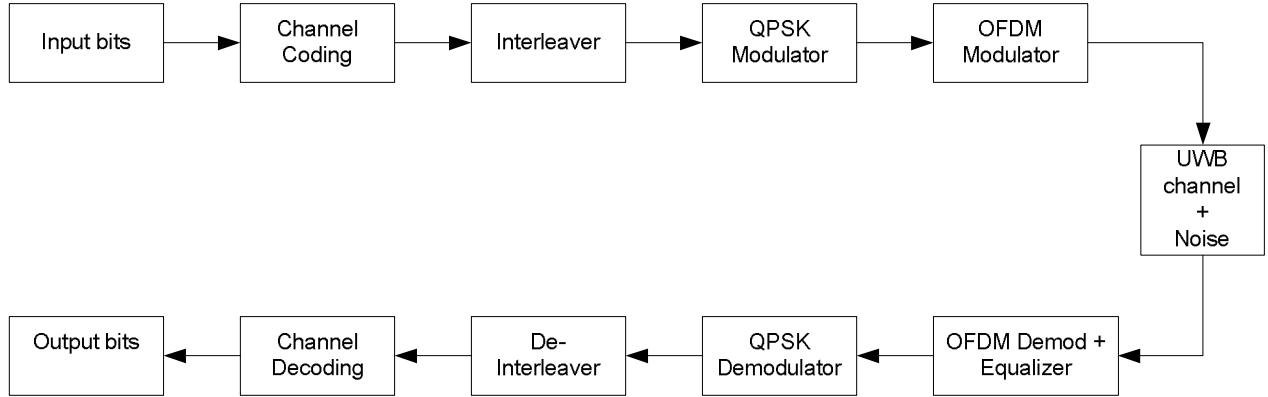 Input bits
Channel
Coding
Interleaver
QPSK
Modulator
OFDM
Modulator
UWB
channel
+
Noise
Output bits
Channel
Decoding
De-
Interleaver
QPSK
Demodulator
OFDM Demod +
Equalizer